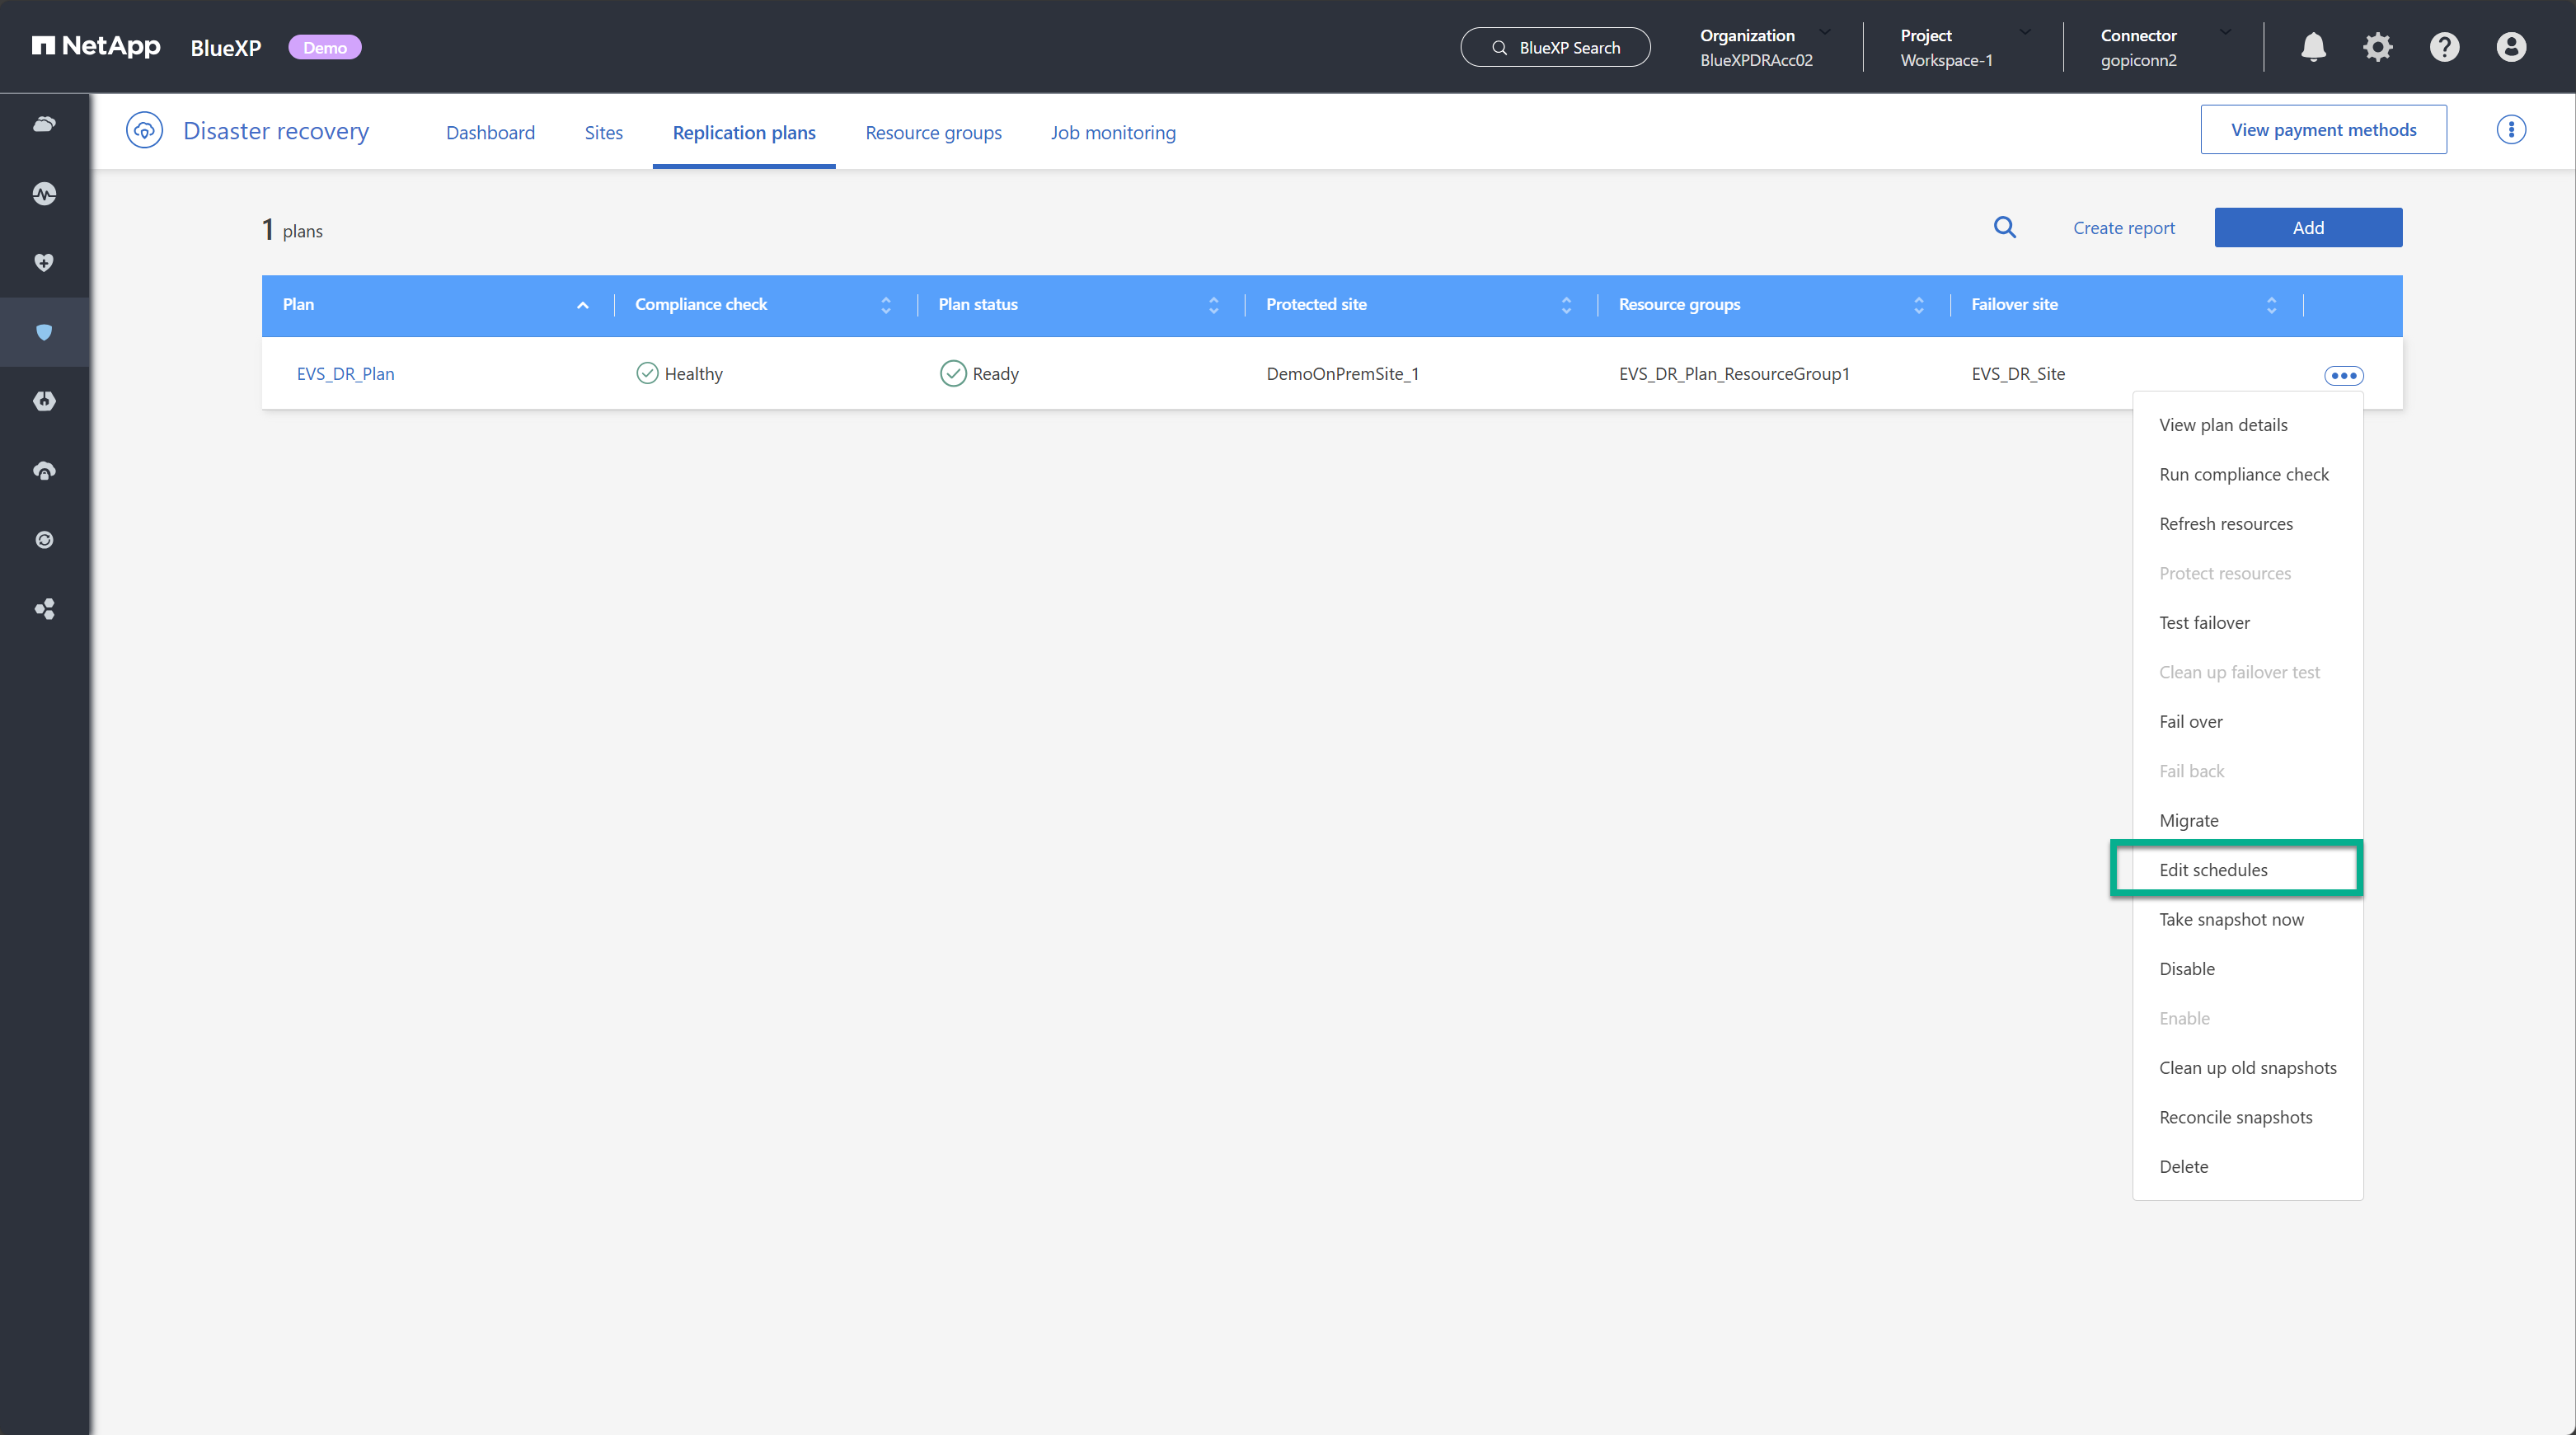 NetApp BlueXP Demo
BlueXP Search
Organization
BlueXPDRAcc02
Project
Workspace-1
Connector
gopiconn2
Disaster recovery
Dashboard
Sites
Replication plans
Resource groups
Job monitoring
View payment methods
1 plans
Create report
Add
Plan
Compliance check
Plan status
Protected site
Resource groups
Failover site
EVS_DR_Plan
Healthy
Ready
DemoOnPremSite_1
EVS_DR_Plan_ResourceGroup1
EVS_DR_Site
View plan details
Run compliance check
Refresh resources
Protect resources
Test failover
Clean up failover test
Fail over
Fail back
Migrate
Edit schedules
Take snapshot now
Disable
Enable
Clean up old snapshots
Reconcile snapshots
Delete